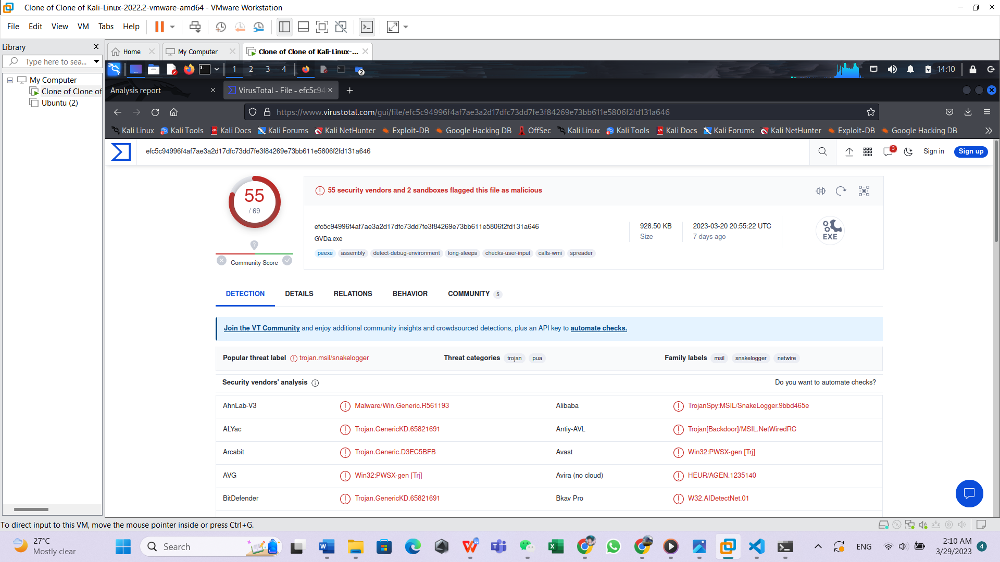 Clone of Clone of Kali-Linux-2022.2-vmware-amd64 - VMware Workstation
File Edit View VM Tabs Help
Library
Type here to sea...
Home My Computer Clone of Clone of Kali-Linux-...
My Computer
Clone of Clone of
Ubuntu (2)
1 2 3 4 2 14:10
Analysis report VirusTotal - File - efc5c94
https://www.virustotal.com/gui/file/efc5c94996f4af7ae3a2d17dfc73dd7fe3f84269e73bb611e5806f2fd131a646
Kali Linux Kali Tools Kali Docs Kali Forums Kali NetHunter Exploit-DB Google Hacking DB OffSec Kali Linux Kali Tools Kali Docs Kali Forums Kali NetHunter Exploit-DB Google Hacking DB
efc5c94996f4af7ae3a2d17dfc73dd7fe3f84269e73bb611e5806f2fd131a646 3 Sign in Sign up
55
/ 69
Community Score
55 security vendors and 2 sandboxes flagged this file as malicious
efc5c94996f4af7ae3a2d17dfc73dd7fe3f84269e73bb611e5806f2fd131a646
GVDa.exe
928.50 KB
Size
2023-03-20 20:55:22 UTC
7 days ago
EXE
peexe assembly detect-debug-environment long-sleeps checks-user-input calls-wmi spreader
DETECTION DETAILS RELATIONS BEHAVIOR COMMUNITY 5
Join the VT Community and enjoy additional community insights and crowdsourced detections, plus an API key to automate checks.
Popular threat label trojan.msil/snakelogger Threat categories trojan pua Family labels msil snakelogger netwire
Security vendors' analysis Do you want to automate checks?
AhnLab-V3 Malware/Win.Generic.R561193 Alibaba TrojanSpy:MSIL/SnakeLogger.9bbd465e
ALYac Trojan.GenericKD.65821691 Antiy-AVL Trojan[Backdoor]/MSIL.NetWiredRC
Arcabit Trojan.Generic.D3EC5BFB Avast Win32:PWSX-gen [Trj]
AVG Win32:PWSX-gen [Trj] Avira (no cloud) HEUR/AGEN.1235140
BitDefender Trojan.GenericKD.65821691 Bkav Pro W32.AIDetectNet.01
To direct input to this VM, move the mouse pointer inside or press Ctrl+G.
27°C
Mostly clear
Search
ENG
2:10 AM
3/29/2023
4